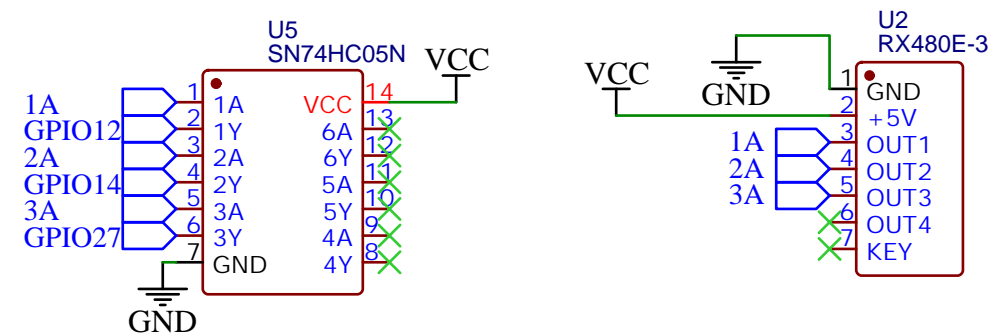 U5
SN74HC05N
VCC
1A
GPIO12
2A
GPIO14
3A
GPIO27
GND
1 1A
2 1Y
3 2A
4 2Y
5 3A
6 3Y
7 GND
VCC 14
6A 13
6Y 12
5A 11
5Y 10
4A 9
4Y 8
U2
RX480E-3
VCC
GND
1A
2A
3A
1 GND
2 +5V
3 OUT1
4 OUT2
5 OUT3
6 OUT4
7 KEY